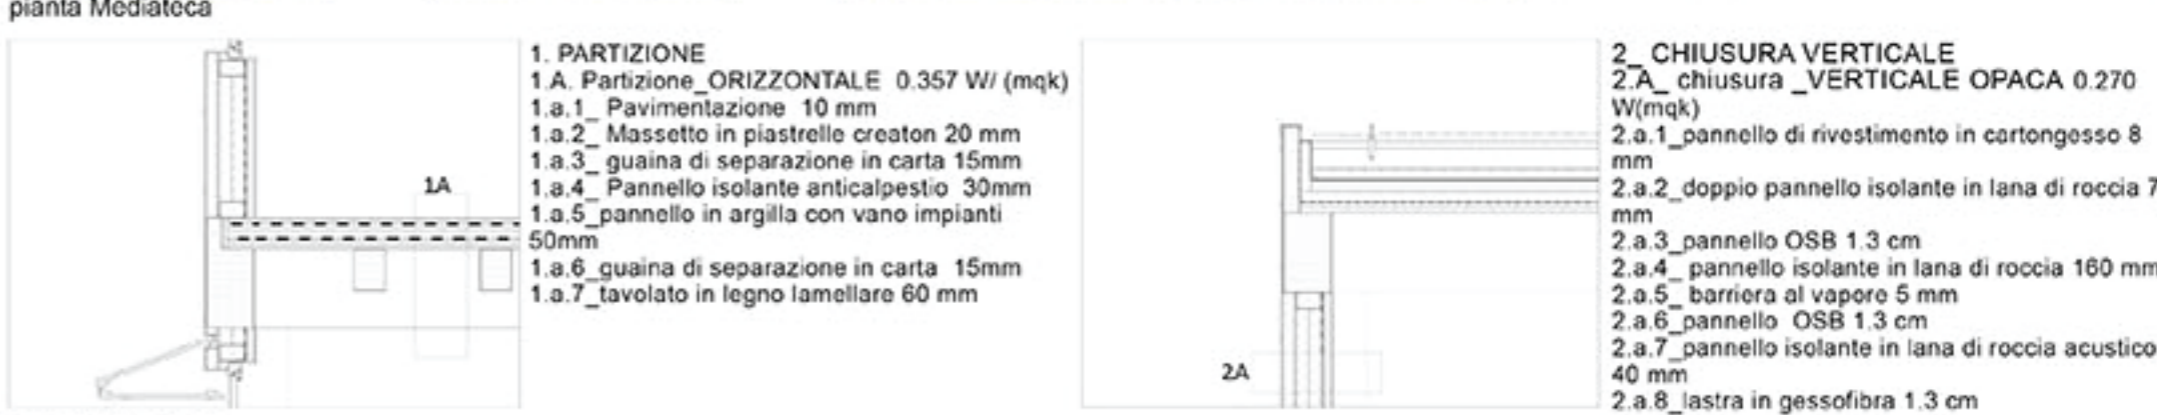 pianta Mediateca
1. PARTIZIONE
1.A. Partizione_ORIZZONTALE 0.357 W/ (mqk)
1.a.1_ Pavimentazione 10 mm
1.a.2_ Massetto in piastrelle creaton 20 mm
1.a.3_ guaina di separazione in carta 15mm
1.a.4_ Pannello isolante anticalpestio 30mm
1.a.5_pannello in argilla con vano impianti
50mm
1.a.6_guaina di separazione in carta 15mm
1.a.7_tavolato in legno lamellare 60 mm
1A
2_ CHIUSURA VERTICALE
2.A_ chiusura _VERTICALE OPACA 0.270
W(mqk)
2.a.1_pannello di rivestimento in cartongesso 8
mm
2.a.2_doppio pannello isolante in lana di roccia 7
mm
2.a.3_pannello OSB 1.3 cm
2.a.4_ pannello isolante in lana di roccia 160 mm
2.a.5_ barriera al vapore 5 mm
2.a.6_pannello OSB 1.3 cm
2.a.7_pannello isolante in lana di roccia acustico
40 mm
2.a.8_lastra in gessofibra 1.3 cm
2A